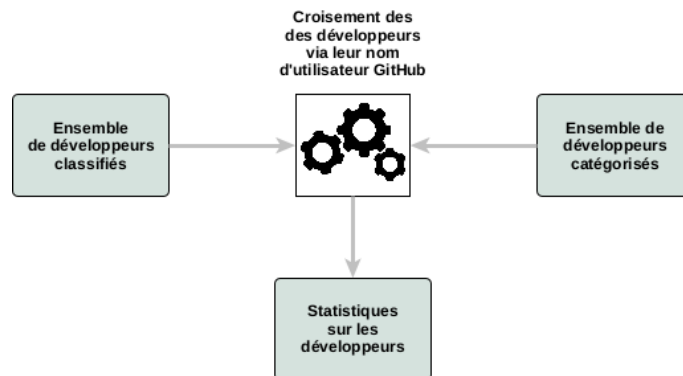 Croisement des
des développeurs
via leur nom
d'utilisateur GitHub
Ensemble
de développeurs
classifiés
Ensemble de
développeurs
catégorisés
Statistiques
sur les
développeurs